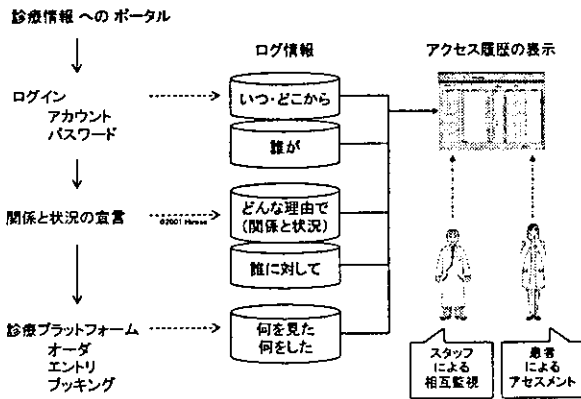 診療情報 への ポータル
ログイン
アカウント
パスワード
関係と状況の宣言
診療プラットフォーム
オーダ
エントリ
ブッキング
ログ情報
いつ・どこから
誰が
どんな理由で
(関係と状況)
誰に対して
何を見た
何をした
アクセス履歴の表示
スタッフ
による
相互監視
患者
による
アセスメント